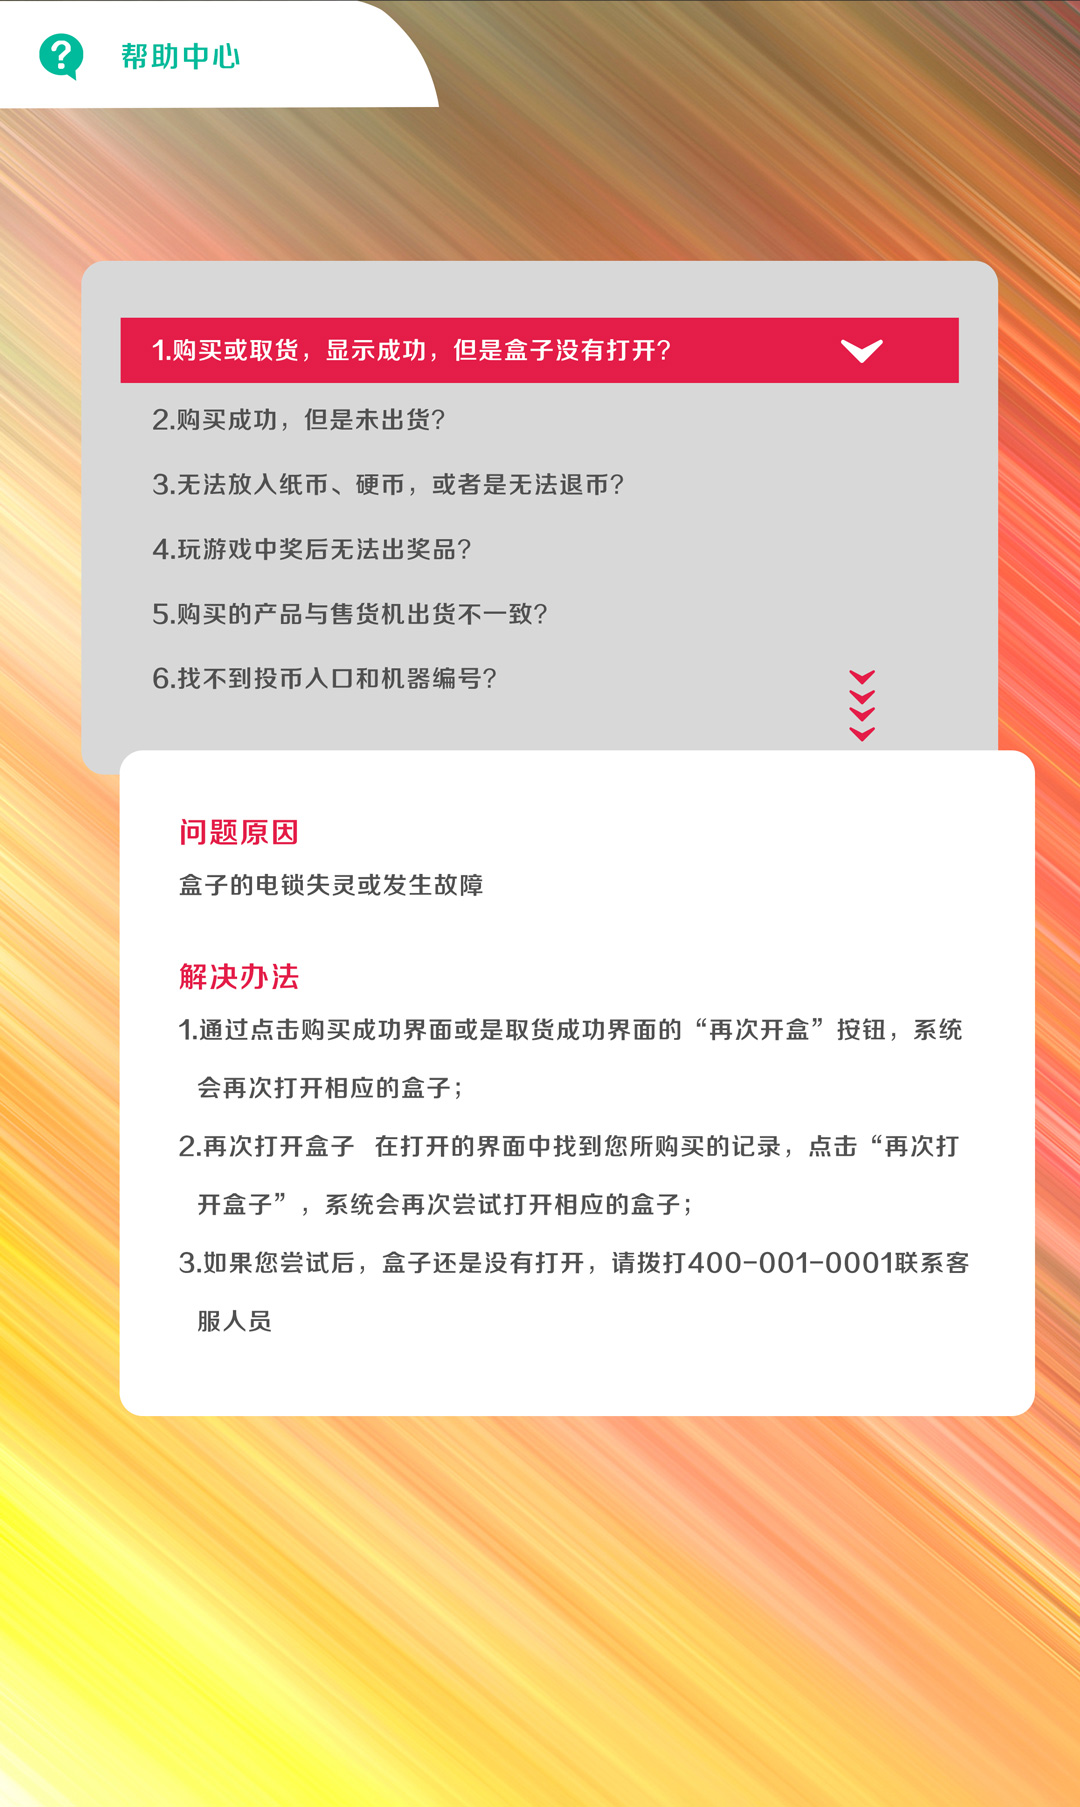 帮助中心
1.购买或取货，显示成功，但是盒子没有打开？
2.购买成功，但是未出货？
3.无法放入纸币、硬币，或者是无法退币？
4.玩游戏中奖后无法出奖品？
5.购买的产品与售货机出货不一致？
6.找不到投币入口和机器编号？
问题原因
盒子的电锁失灵或发生故障
解决办法
1.通过点击购买成功界面或是取货成功界面的“再次开盒”按钮，系统
会再次打开相应的盒子；
2.再次打开盒子 在打开的界面中找到您所购买的记录，点击“再次打
开盒子”，系统会再次尝试打开相应的盒子；
3.如果您尝试后，盒子还是没有打开，请拨打400-001-0001联系客
服人员